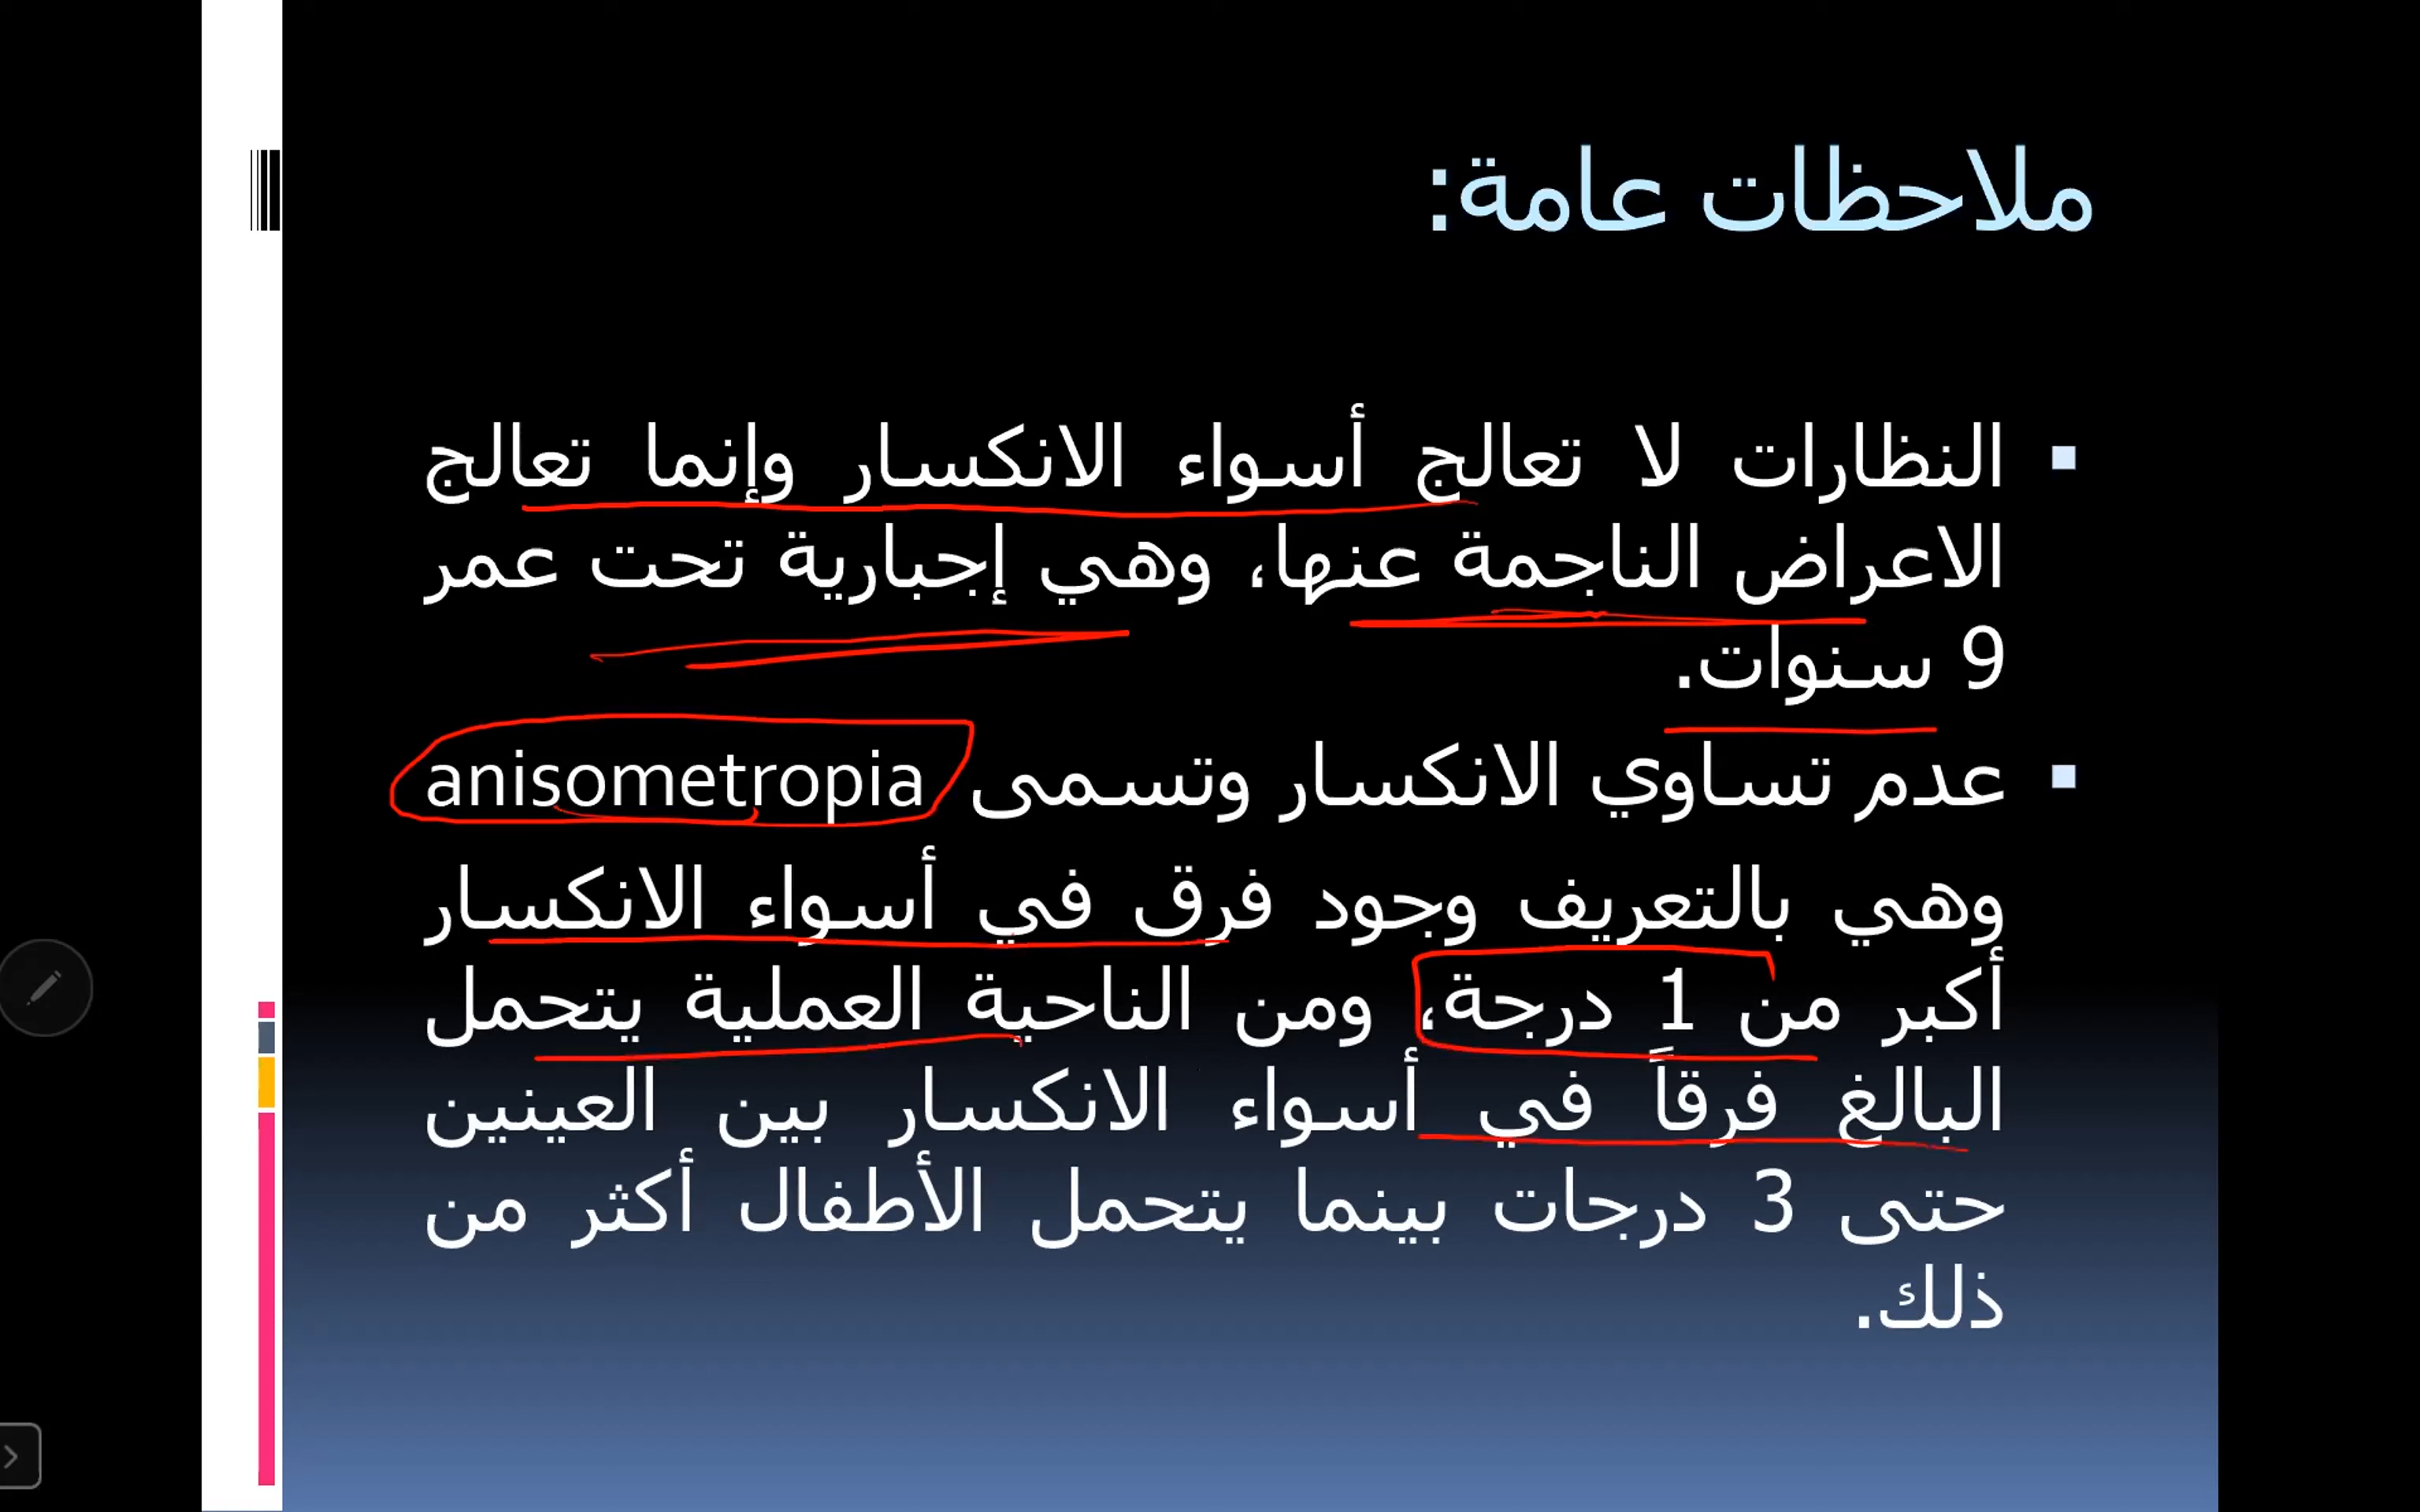 ملاحظات عامة:
النظارات لا تعالج أسواء الانكسار وإنما تعالج
الاعراض الناجمة عنها، وهي إجبارية تحت عمر
9 سنوات.
عدم تساوي الانكسار وتسمى anisometropia
وهي بالتعريف وجود فرق في أسواء الانكسار
أكبر من 1 درجة، ومن الناحية العملية يتحمل
البالغ فرقاً في أسواء الانكسار بين العينين
حتى 3 درجات بينما يتحمل الأطفال أكثر من
ذلك.